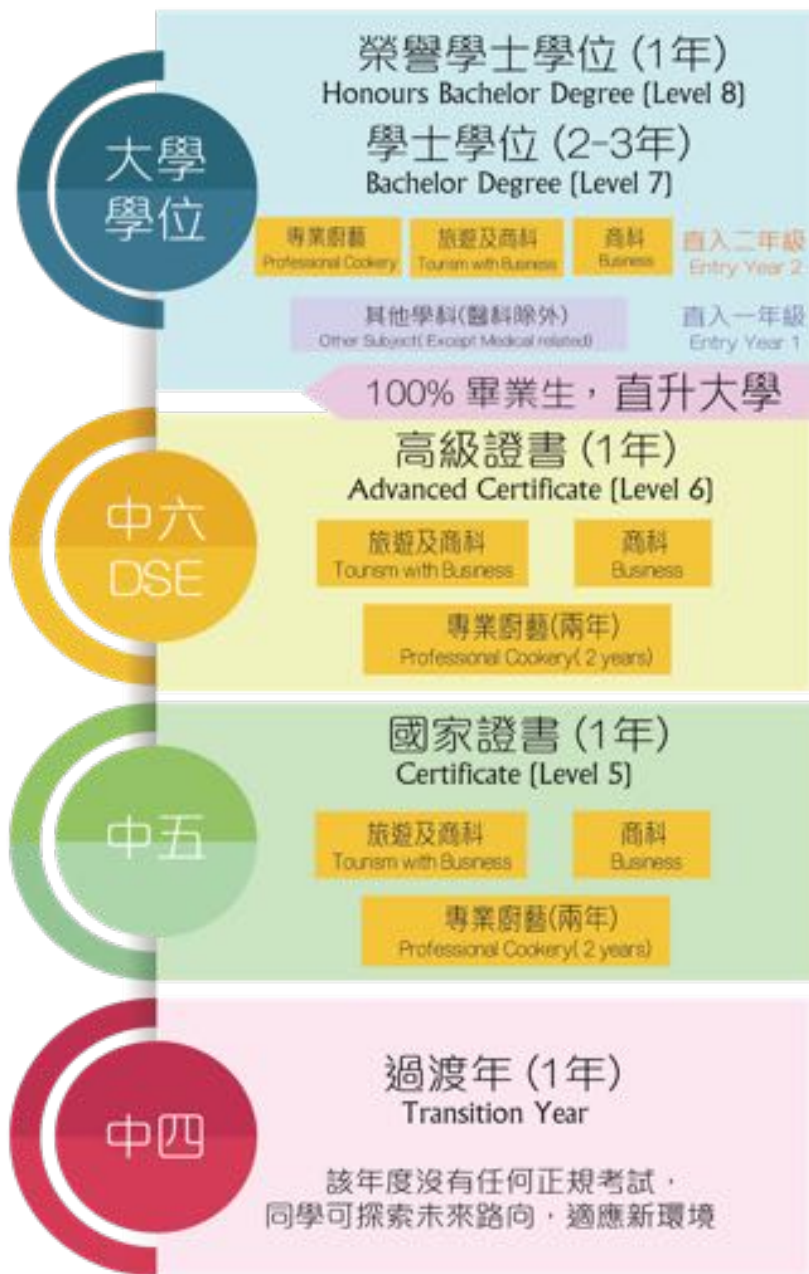 大學
學位
榮譽學士學位 (1年)
Honours Bachelor Degree [Level 8]
學士學位 (2-3年)
Bachelor Degree [Level 7]
專業廚藝
Professional Cookery
旅遊及商科
Tourism with Business
商科
Business
直入二年級
Entry Year 2
其他學科(醫科除外)
Other Subject( Except Medical related)
直入一年級
Entry Year 1
100% 畢業生，直升大學
中六
DSE
高級證書 (1年)
Advanced Certificate [Level 6]
旅遊及商科
Tourism with Business
商科
Business
專業廚藝(兩年)
Professional Cookery( 2 years)
中五
國家證書 (1年)
Certificate [Level 5]
旅遊及商科
Tourism with Business
商科
Business
專業廚藝(兩年)
Professional Cookery( 2 years)
中四
過渡年 (1年)
Transition Year
該年度沒有任何正規考試，
同學可探索未來路向，適應新環境